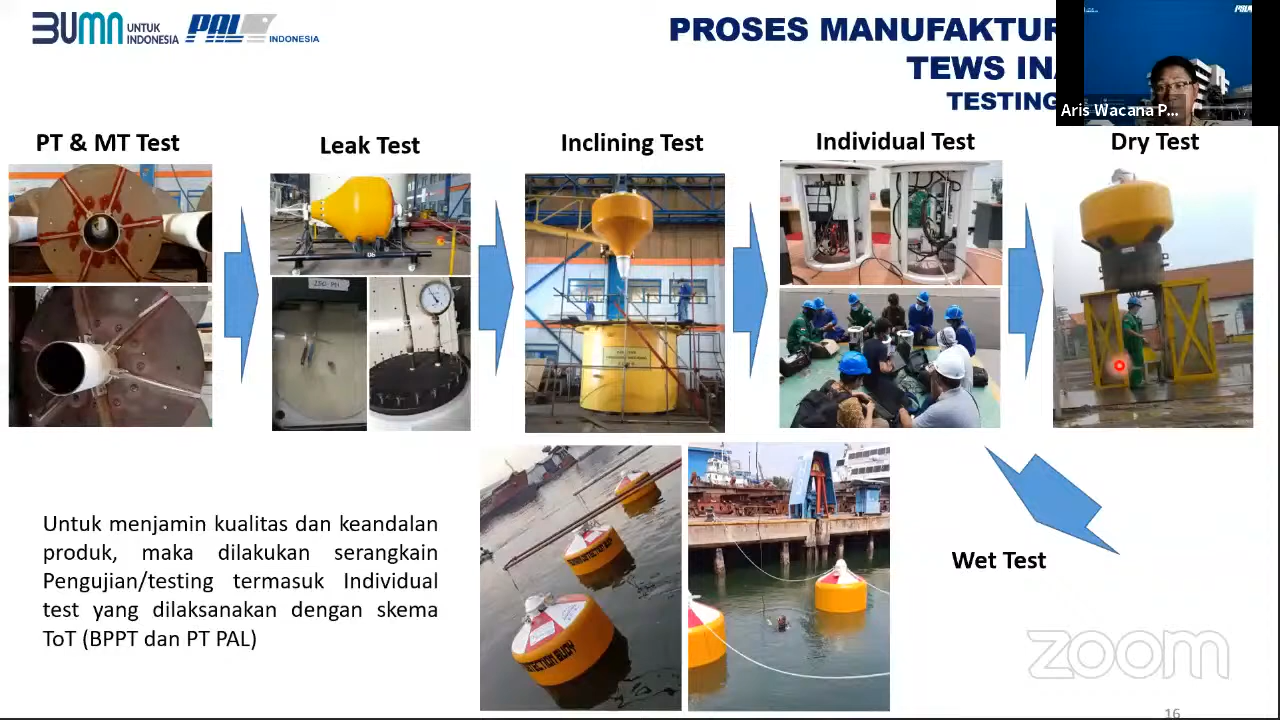 BUMN UNTUK INDONESIA
PAL INDONESIA
PROSES MANUFAKTUR
TEWS INA
TESTING
Aris Wacana P...
PT & MT Test
Leak Test
Inclining Test
Individual Test
Dry Test
Untuk menjamin kualitas dan keandalan
produk, maka dilakukan serangkain
Pengujian/testing termasuk Individual
test yang dilaksanakan dengan skema
ToT (BPPT dan PT PAL)
DETECTION BUOY
Wet Test
zoom
16